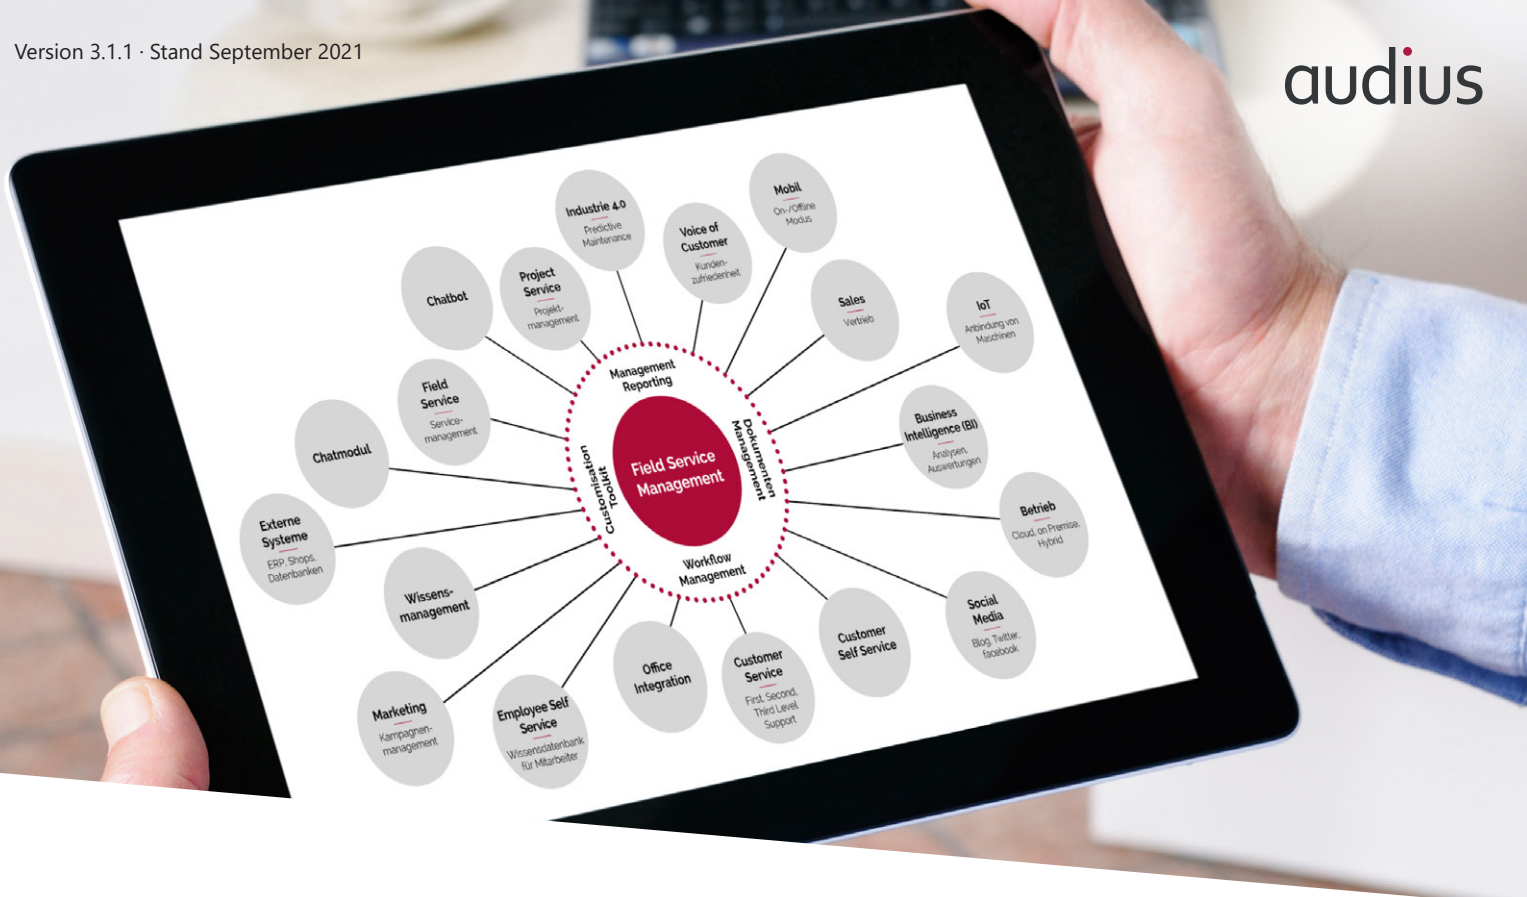 Version 3.1.1 · Stand September 2021
audius
Industrie 4.0
Predictive
Maintenance
Voice of
Customer
Kunden-
zufriedenheit
Mobil
On-/Offline
Modus
Chatbot
Project
Service
Projekt-
management
Sales
Vertrieb
IoT
Anbindung von
Maschinen
Field
Service
Service-
management
Management
Reporting
Business
Intelligence (BI)
Analysen,
Auswertungen
Chatmodul
Customisation
Toolkit
Field Service
Management
Dokumenten
Management
Externe
Systeme
ERP, Shops,
Datenbanken
Betrieb
Cloud, on Premise,
Hybrid
Wissens-
management
Workflow
Management
Social
Media
Blog, Twitter,
facebook
Marketing
Kampagnen-
management
Employee Self
Service
Wissensdatenbank
für Mitarbeiter
Office
Integration
Customer
Service
First, Second,
Third Level
Support
Customer
Self Service